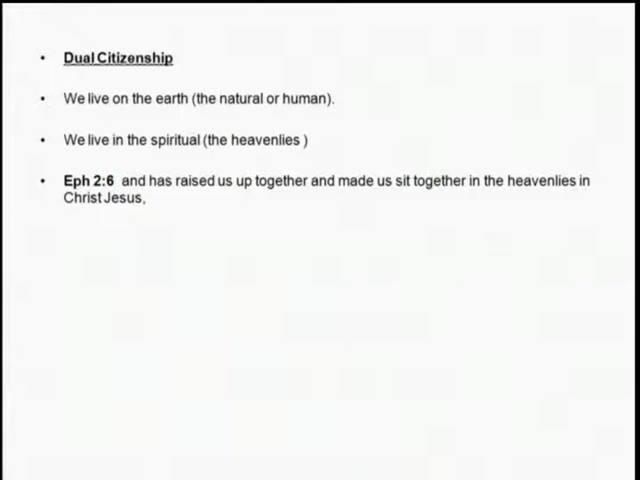 • Dual Citizenship
• We live on the earth (the natural or human).
• We live in the spiritual (the heavenlies )
• Eph 2:6  and has raised us up together and made us sit together in the heavenlies in
Christ Jesus,